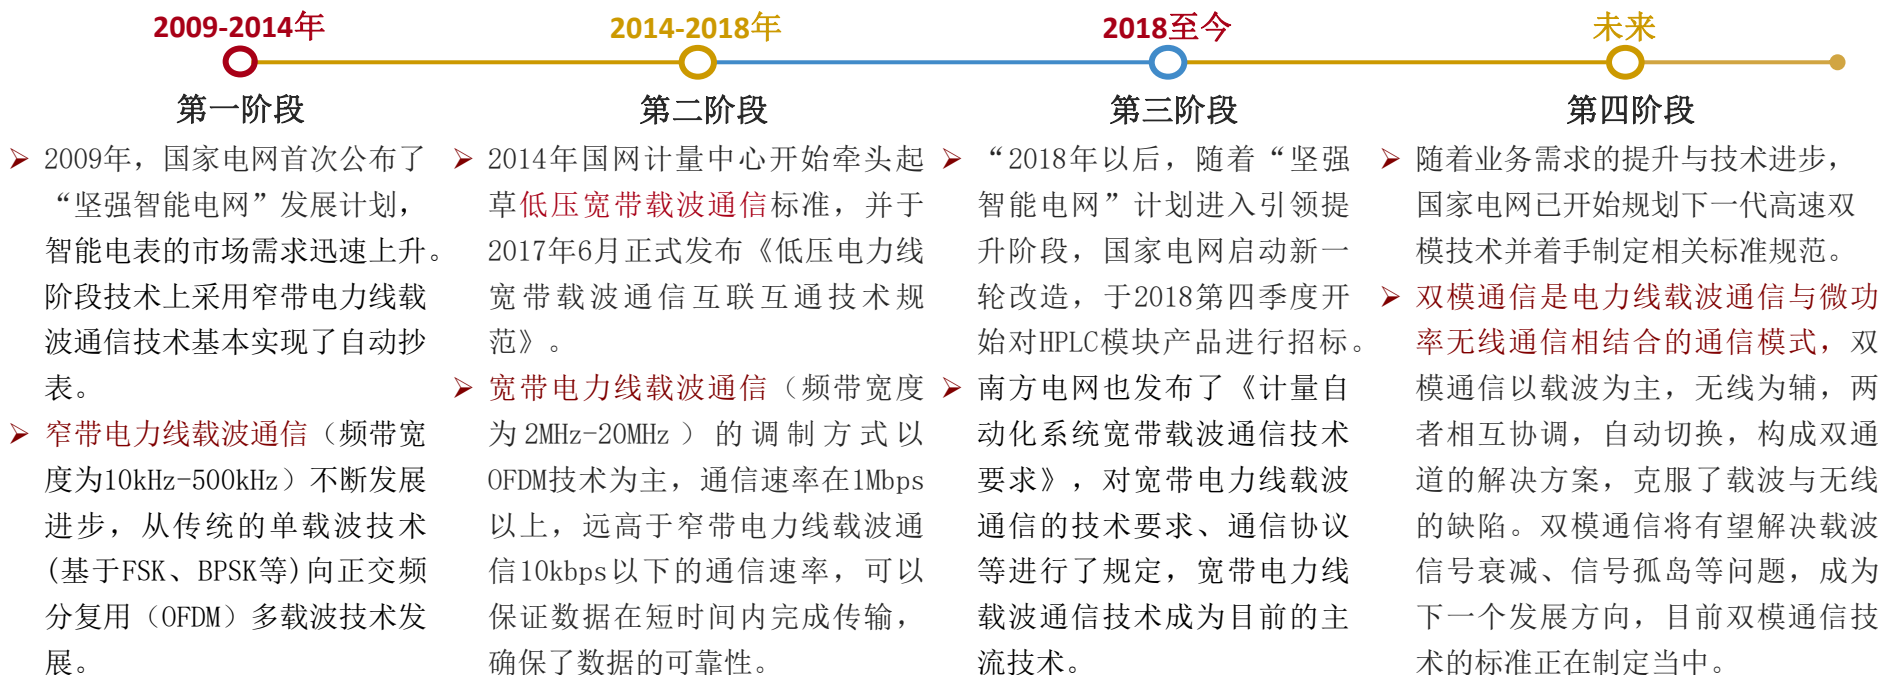 2009-2014年
第一阶段
➢ 2009年，国家电网首次公布了
“坚强智能电网”发展计划，
智能电表的市场需求迅速上升。
阶段技术上采用窄带电力线载
波通信技术基本实现了自动抄
表。
➢ 窄带电力线载波通信（频带宽
度为10kHz-500kHz）不断发展
进步，从传统的单载波技术
(基于FSK、BPSK等)向正交频
分复用（OFDM）多载波技术发
展。
2014-2018年
第二阶段
➢ 2014年国网计量中心开始牵头起
草低压宽带载波通信标准，并于
2017年6月正式发布《低压电力线
宽带载波通信互联互通技术规
范》。
➢ 宽带电力线载波通信（频带宽度
为2MHz-20MHz）的调制方式以
OFDM技术为主，通信速率在1Mbps
以上，远高于窄带电力线载波通
信10kbps以下的通信速率，可以
保证数据在短时间内完成传输，
确保了数据的可靠性。
2018至今
第三阶段
➢ “2018年以后，随着“坚强
智能电网”计划进入引领提
升阶段，国家电网启动新一
轮改造，于2018第四季度开
始对HPLC模块产品进行招标。
➢ 南方电网也发布了《计量自
动化系统宽带载波通信技术
要求》，对宽带电力线载波
通信的技术要求、通信协议
等进行了规定，宽带电力线
载波通信技术成为目前的主
流技术。
未来
第四阶段
➢ 随着业务需求的提升与技术进步，
国家电网已开始规划下一代高速双
模技术并着手制定相关标准规范。
➢ 双模通信是电力线载波通信与微功
率无线通信相结合的通信模式，双
模通信以载波为主，无线为辅，两
者相互协调，自动切换，构成双通
道的解决方案，克服了载波与无线
的缺陷。双模通信将有望解决载波
信号衰减、信号孤岛等问题，成为
下一个发展方向，目前双模通信技
术的标准正在制定当中。